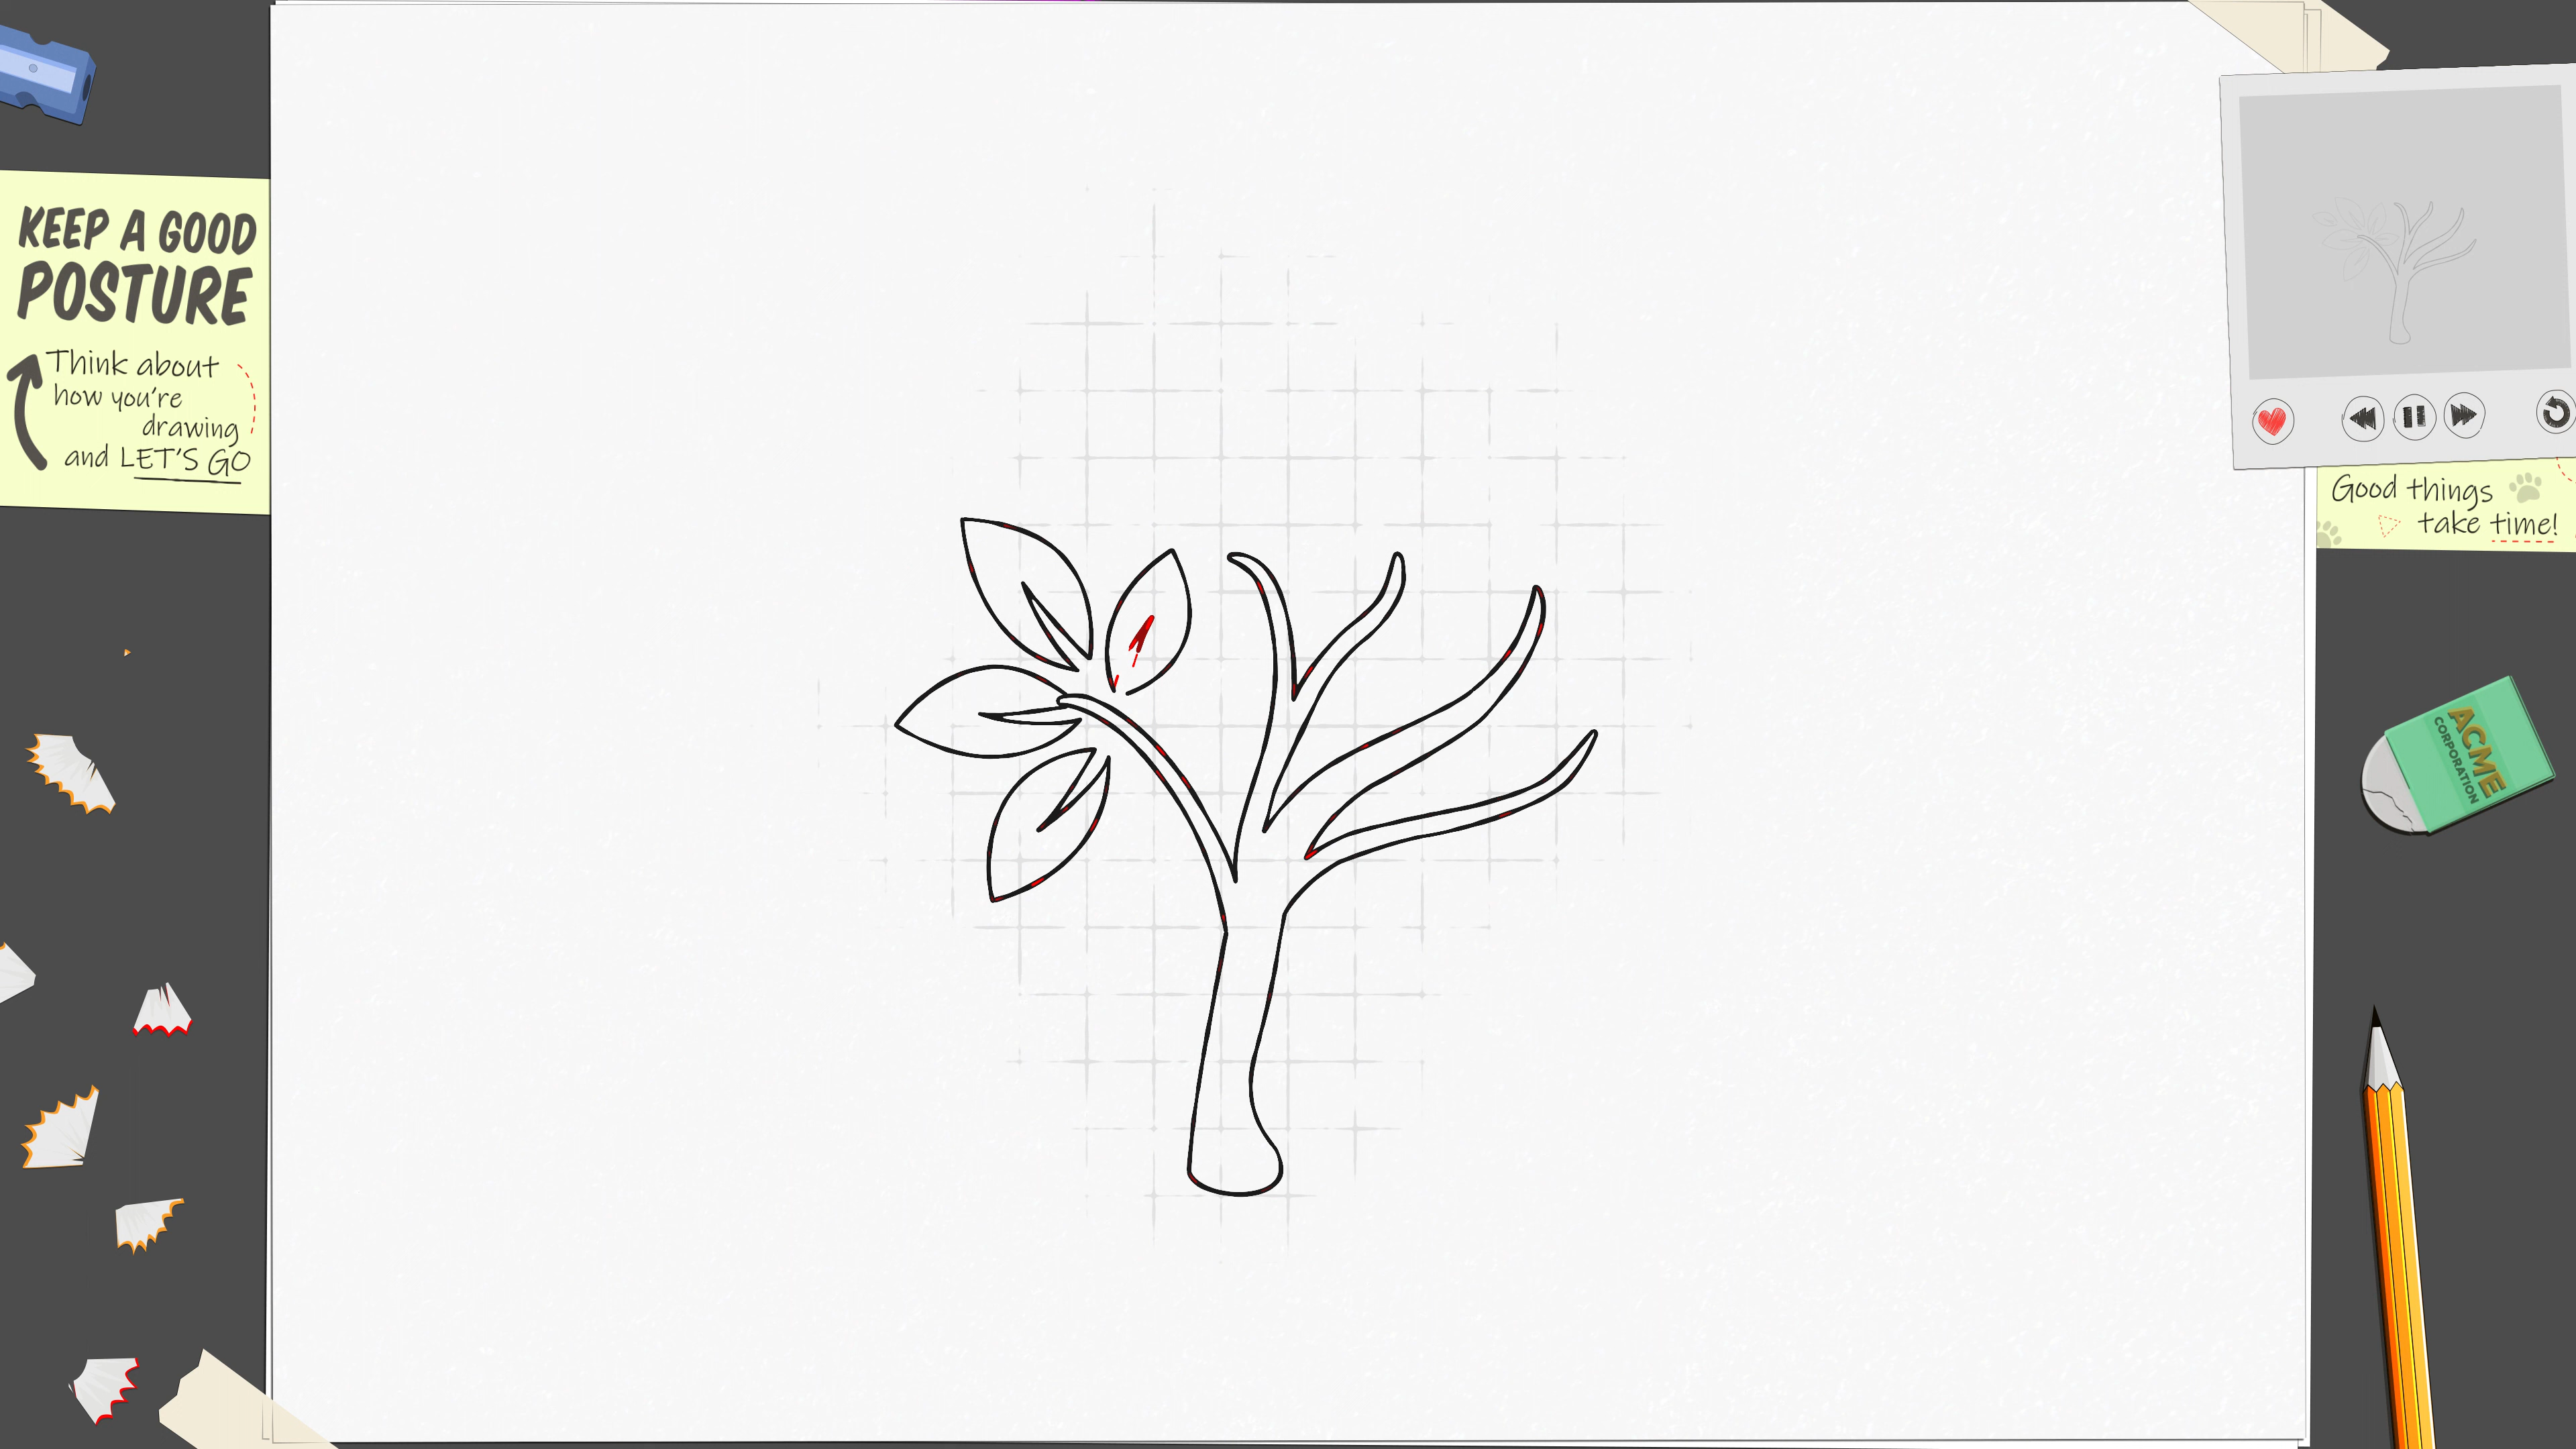 KEEP A GOOD
POSTURE
Think about
how you're
drawing
and LET'S GO
Good things
take time!
ACME
CORPORATION